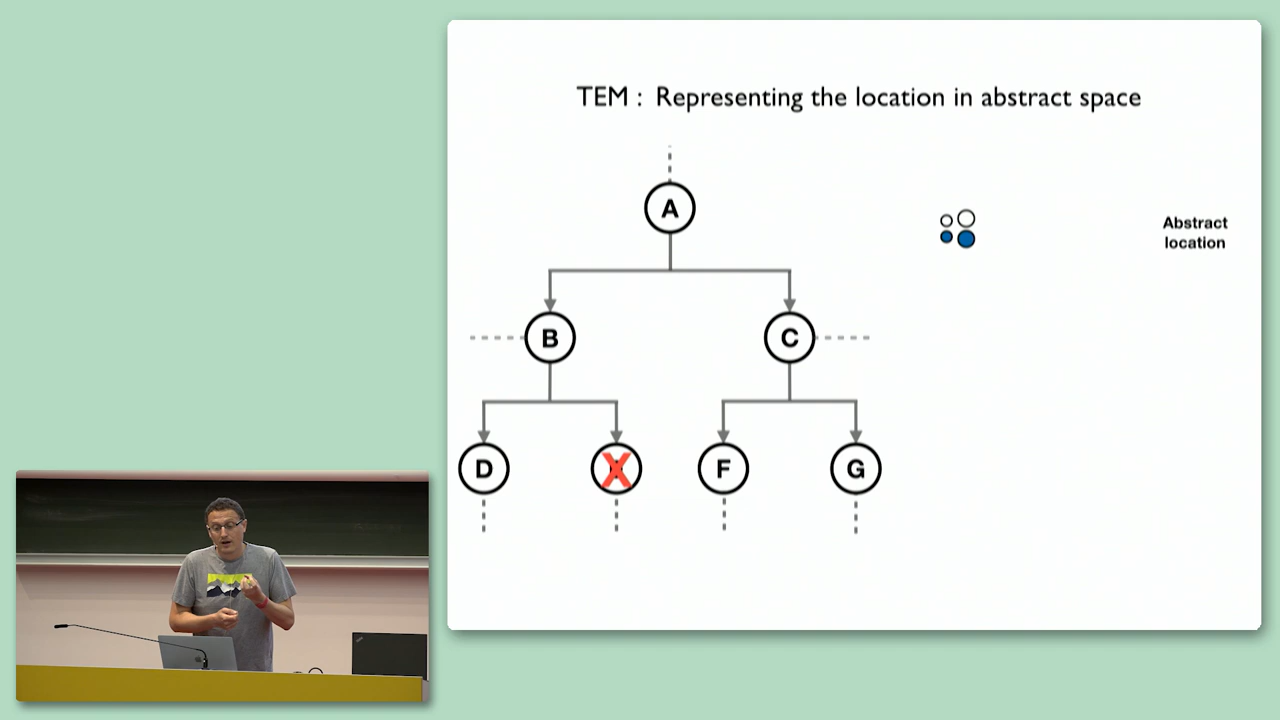 TEM : Representing the location in abstract space
A
Abstract
location
B
C
D
X
F
G